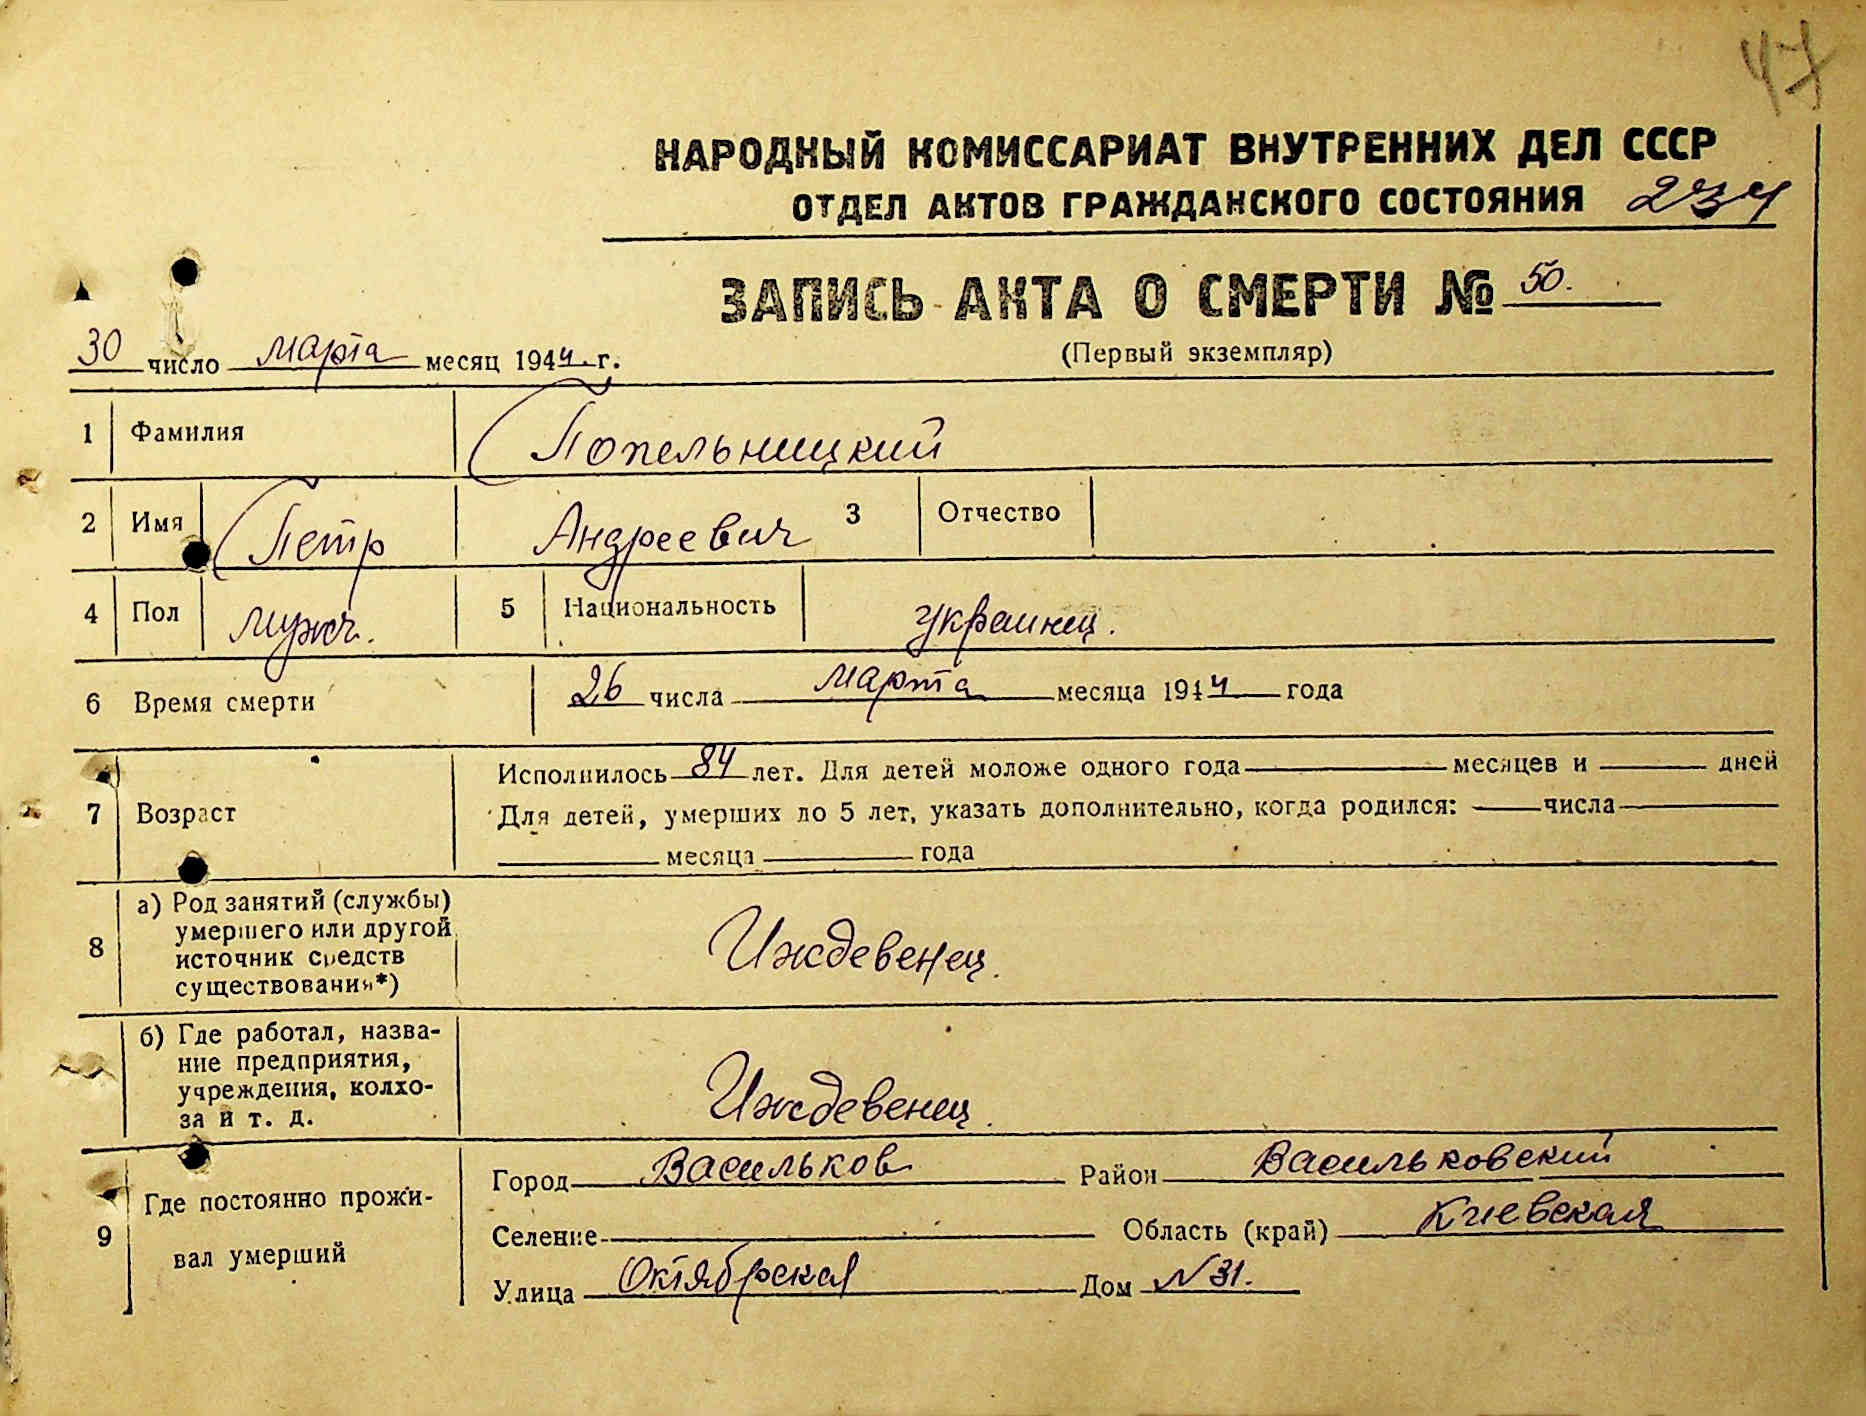 47
НАРОДНЫЙ КОМИССАРИАТ ВНУТРЕННИХ ДЕЛ СССР
ОТДЕЛ АКТОВ ГРАЖДАНСКОГО СОСТОЯНИЯ 234
ЗАПИСЬ АКТА О СМЕРТИ № 50.
30 число марта месяц 1944 г.
(Первый экземпляр)
1 Фамилия Попельницкий
2 Имя Петр Андреевич 3 Отчество
4 Пол мужч. 5 Национальность украинец.
6 Время смерти 26 числа марта месяца 1944 года
Исполнилось 84 лет. Для детей моложе одного года месяцев и дней
7 Возраст Для детей, умерших до 5 лет, указать дополнительно, когда родился: числа
месяца года
8 а) Род занятий (службы)
умершего или другой
источник средств
существования*)
Иждевенец.
б) Где работал, назва-
ние предприятия,
учреждения, колхо-
за и т. д.
Иждевенец.
9 Где постоянно прожи-
вал умерший
Город Васильков Район Васильковский
Селение Область (край) Киевская
Улица Октябрская Дом N 31.